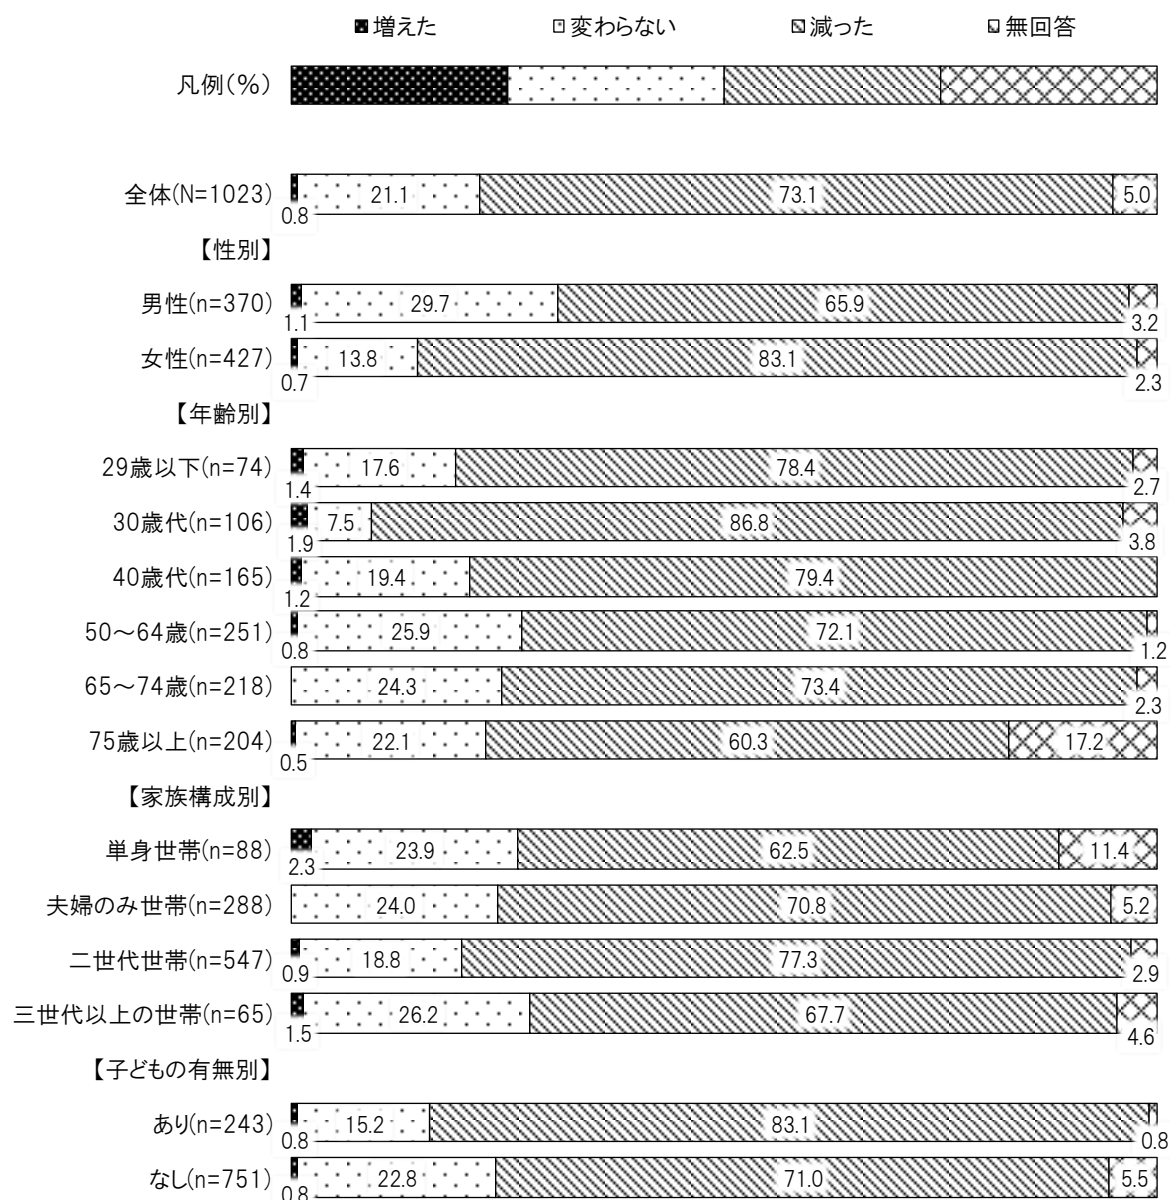 増えた 変わらない 減った 無回答
凡例(%)
全体(N=1023) 0.8 21.1 73.1 5.0
【性別】
男性(n=370) 1.1 29.7 65.9 3.2
女性(n=427) 0.7 13.8 83.1 2.3
【年齢別】
29歳以下(n=74) 1.4 17.6 78.4 2.7
30歳代(n=106) 1.9 7.5 86.8 3.8
40歳代(n=165) 1.2 19.4 79.4
50～64歳(n=251) 0.8 25.9 72.1 1.2
65～74歳(n=218) 24.3 73.4 2.3
75歳以上(n=204) 0.5 22.1 60.3 17.2
【家族構成別】
単身世帯(n=88) 2.3 23.9 62.5 11.4
夫婦のみ世帯(n=288) 24.0 70.8 5.2
二世代世帯(n=547) 0.9 18.8 77.3 2.9
三世代以上の世帯(n=65) 1.5 26.2 67.7 4.6
【子どもの有無別】
あり(n=243) 0.8 15.2 83.1 0.8
なし(n=751) 0.8 22.8 71.0 5.5